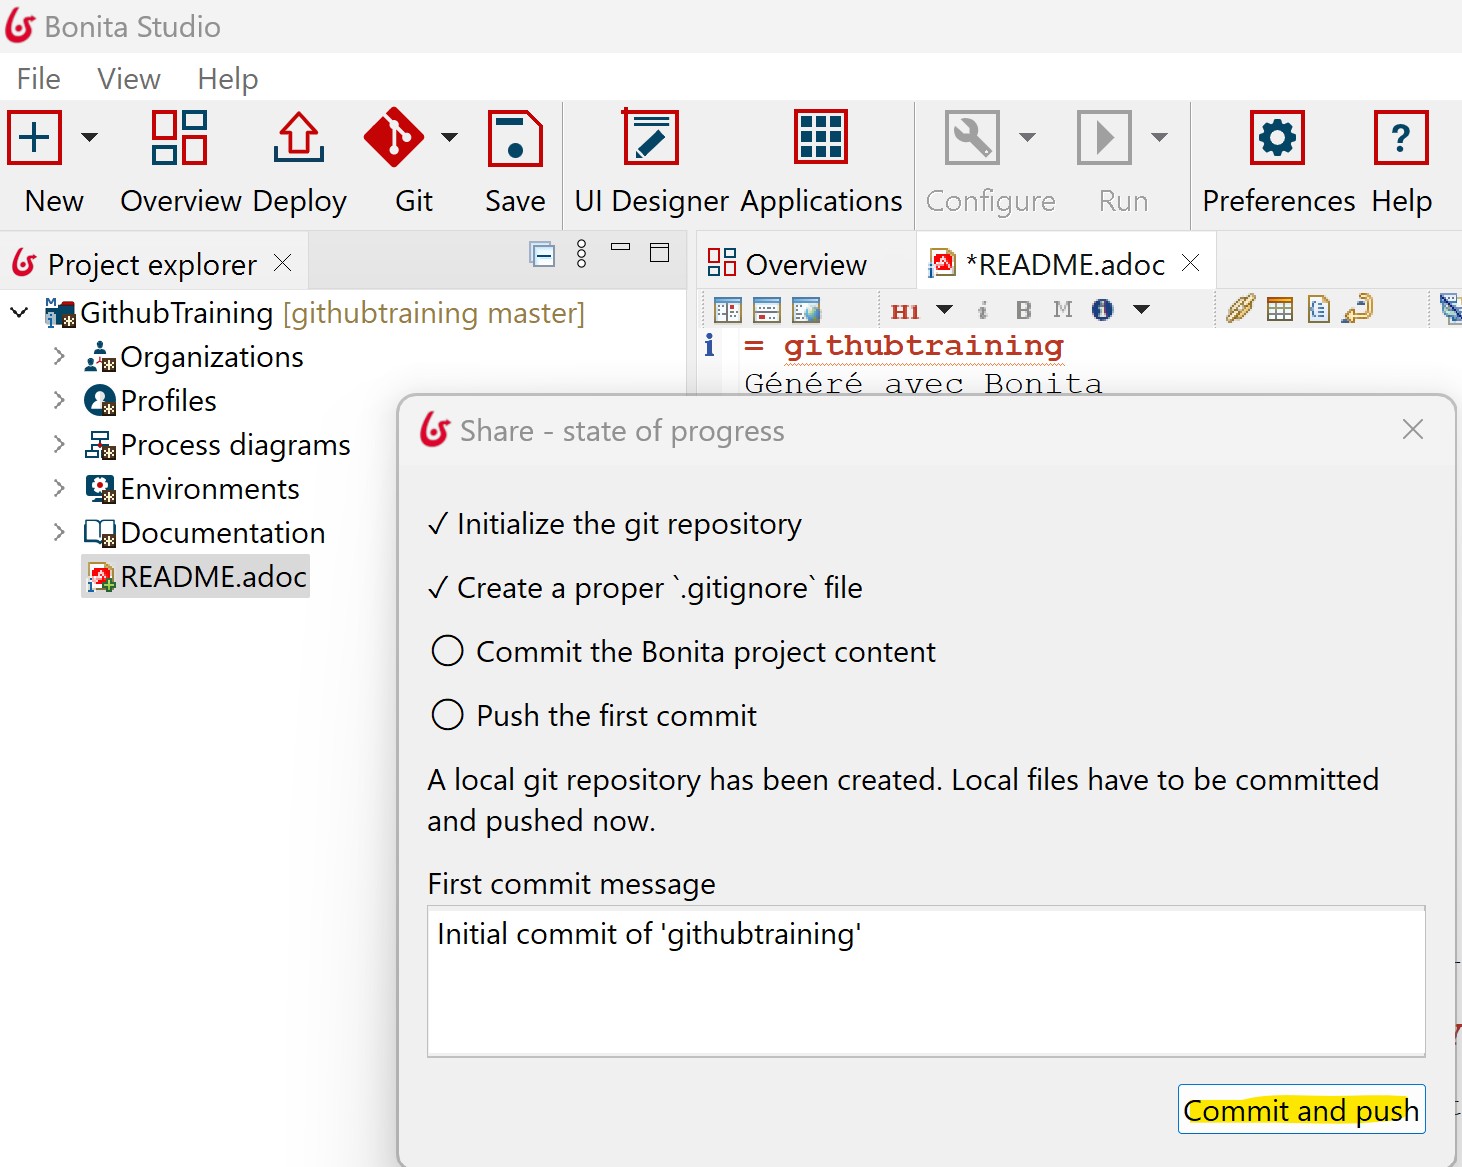 Bonita Studio
File View Help
New Overview Deploy Git Save UI Designer Applications Configure Run Preferences Help
Project explorer
Overview *README.adoc
GithubTraining [githubtraining master]
H1 i B M
Organizations
Profiles
Process diagrams
Environments
Documentation
README.adoc
= githubtraining
Généré avec Bonita
Share - state of progress
✓ Initialize the git repository
✓ Create a proper `.gitignore` file
Commit the Bonita project content
Push the first commit
A local git repository has been created. Local files have to be committed
and pushed now.
First commit message
Initial commit of 'githubtraining'
Commit and push